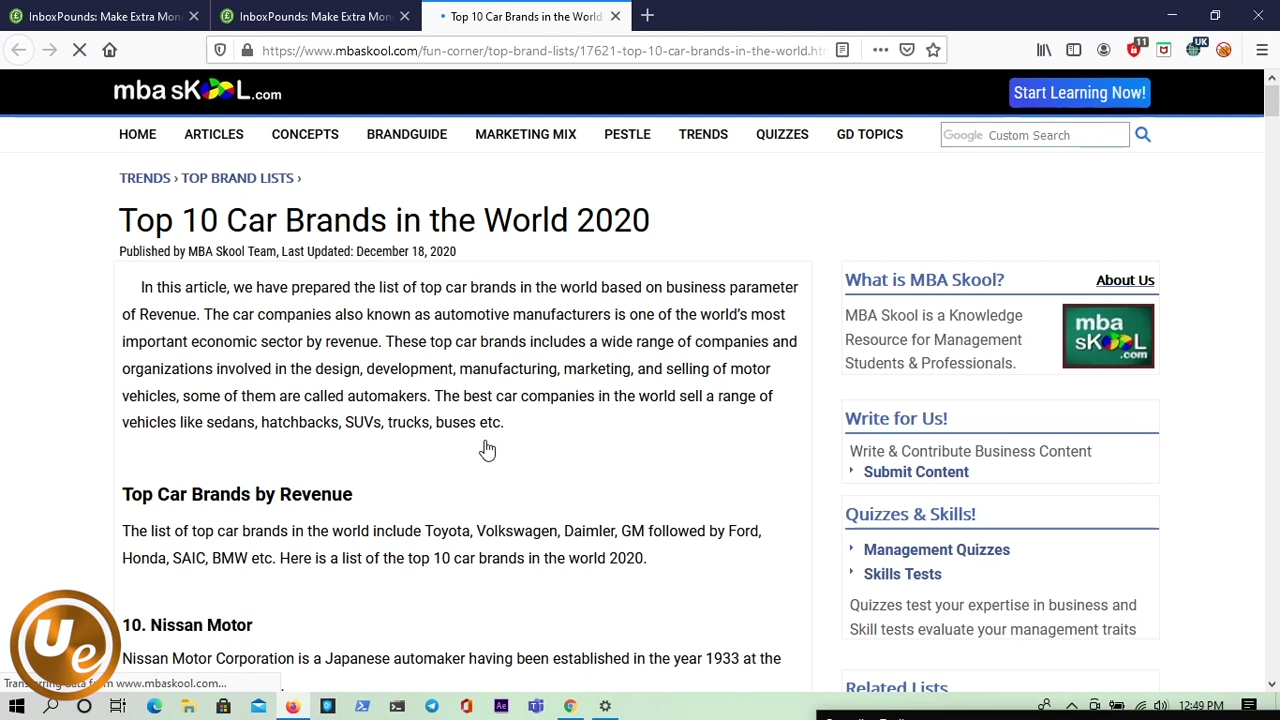 InboxPounds: Make Extra Mon
InboxPounds: Make Extra Mon
Top 10 Car Brands in the World
https://www.mbaskool.com/fun-corner/top-brand-lists/17621-top-10-car-brands-in-the-world.ht
11
UK
mba skool.com
Start Learning Now!
HOME ARTICLES CONCEPTS BRANDGUIDE MARKETING MIX PESTLE TRENDS QUIZZES GD TOPICS
Google Custom Search
TRENDS › TOP BRAND LISTS ›
Top 10 Car Brands in the World 2020
Published by MBA Skool Team, Last Updated: December 18, 2020
In this article, we have prepared the list of top car brands in the world based on business parameter
of Revenue. The car companies also known as automotive manufacturers is one of the world's most
important economic sector by revenue. These top car brands includes a wide range of companies and
organizations involved in the design, development, manufacturing, marketing, and selling of motor
vehicles, some of them are called automakers. The best car companies in the world sell a range of
vehicles like sedans, hatchbacks, SUVs, trucks, buses etc.
Top Car Brands by Revenue
The list of top car brands in the world include Toyota, Volkswagen, Daimler, GM followed by Ford,
Honda, SAIC, BMW etc. Here is a list of the top 10 car brands in the world 2020.
10. Nissan Motor
Nissan Motor Corporation is a Japanese automaker having been established in the year 1933 at the
What is MBA Skool?
About Us
MBA Skool is a Knowledge
Resource for Management
Students & Professionals.
mba
skool
.com
Write for Us!
Write & Contribute Business Content
Submit Content
Quizzes & Skills!
Management Quizzes
Skills Tests
Quizzes test your expertise in business and
Skill tests evaluate your management traits
Related Lists
Ue
Transferring data from www.mbaskool.com...
Ae
12:49 PM